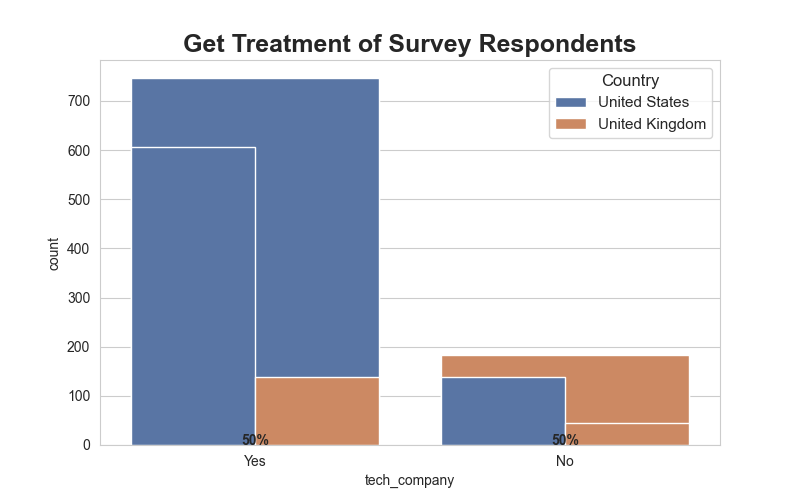 Get Treatment of Survey Respondents
Country
United States
United Kingdom
700
600
500
400
300
200
100
0
count
50%
50%
Yes
No
tech_company